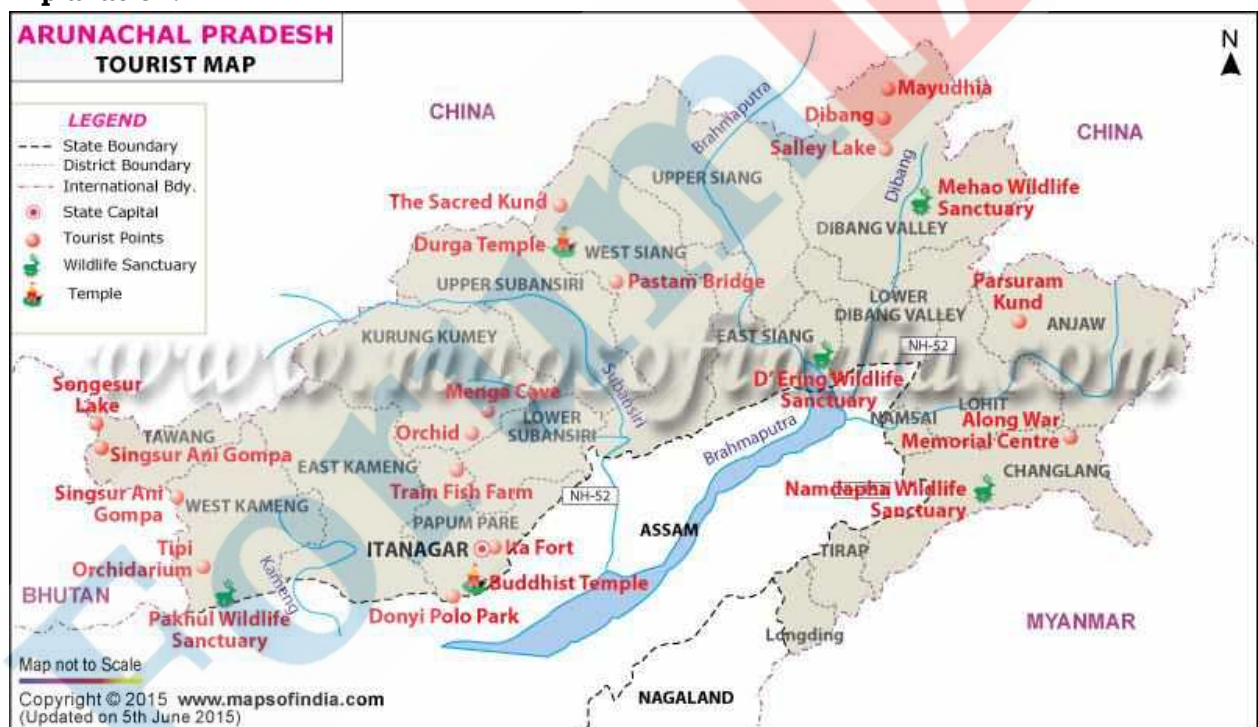 ARUNACHAL PRADESH
TOURIST MAP
N
LEGEND
State Boundary
District Boundary
International Bdy.
State Capital
Tourist Points
Wildlife Sanctuary
Temple
CHINA
Brahmaputra
Mayudhia
Dibang
Salley Lake
CHINA
UPPER SIANG
Dibang
Mehao Wildlife
Sanctuary
The Sacred Kund
Durga Temple
WEST SIANG
DIBANG VALLEY
UPPER SUBANSIRI
Pastam Bridge
Parsuram
Kund
LOWER
DIBANG VALLEY
ANJAW
KURUNG KUMEY
EAST SIANG
NH-52
www.mapsofindia.com
Songesur
Lake
Menga Cave
Subansiri
D'Ering Wildlife
Sanctuary
TAWANG
Orchid
LOWER
SUBANSIRI
NAMSAI
LOHIT
Along War
Memorial Centre
Singsur Ani Gompa
Brahmaputra
EAST KAMENG
CHANGLANG
Singsur Ani
Gompa
WEST KAMENG
Train Fish Farm
NH-52
Namdapha Wildlife
Sanctuary
PAPUM PARE
ASSAM
ITANAGAR
Ita Fort
TIRAP
Tipi
Orchidarium
Kameng
Buddhist Temple
BHUTAN
Pakhul Wildlife
Sanctuary
Donyi Polo Park
MYANMAR
Longding
Map not to Scale
NAGALAND
Copyright © 2015 www.mapsofindia.com
(Updated on 5th June 2015)